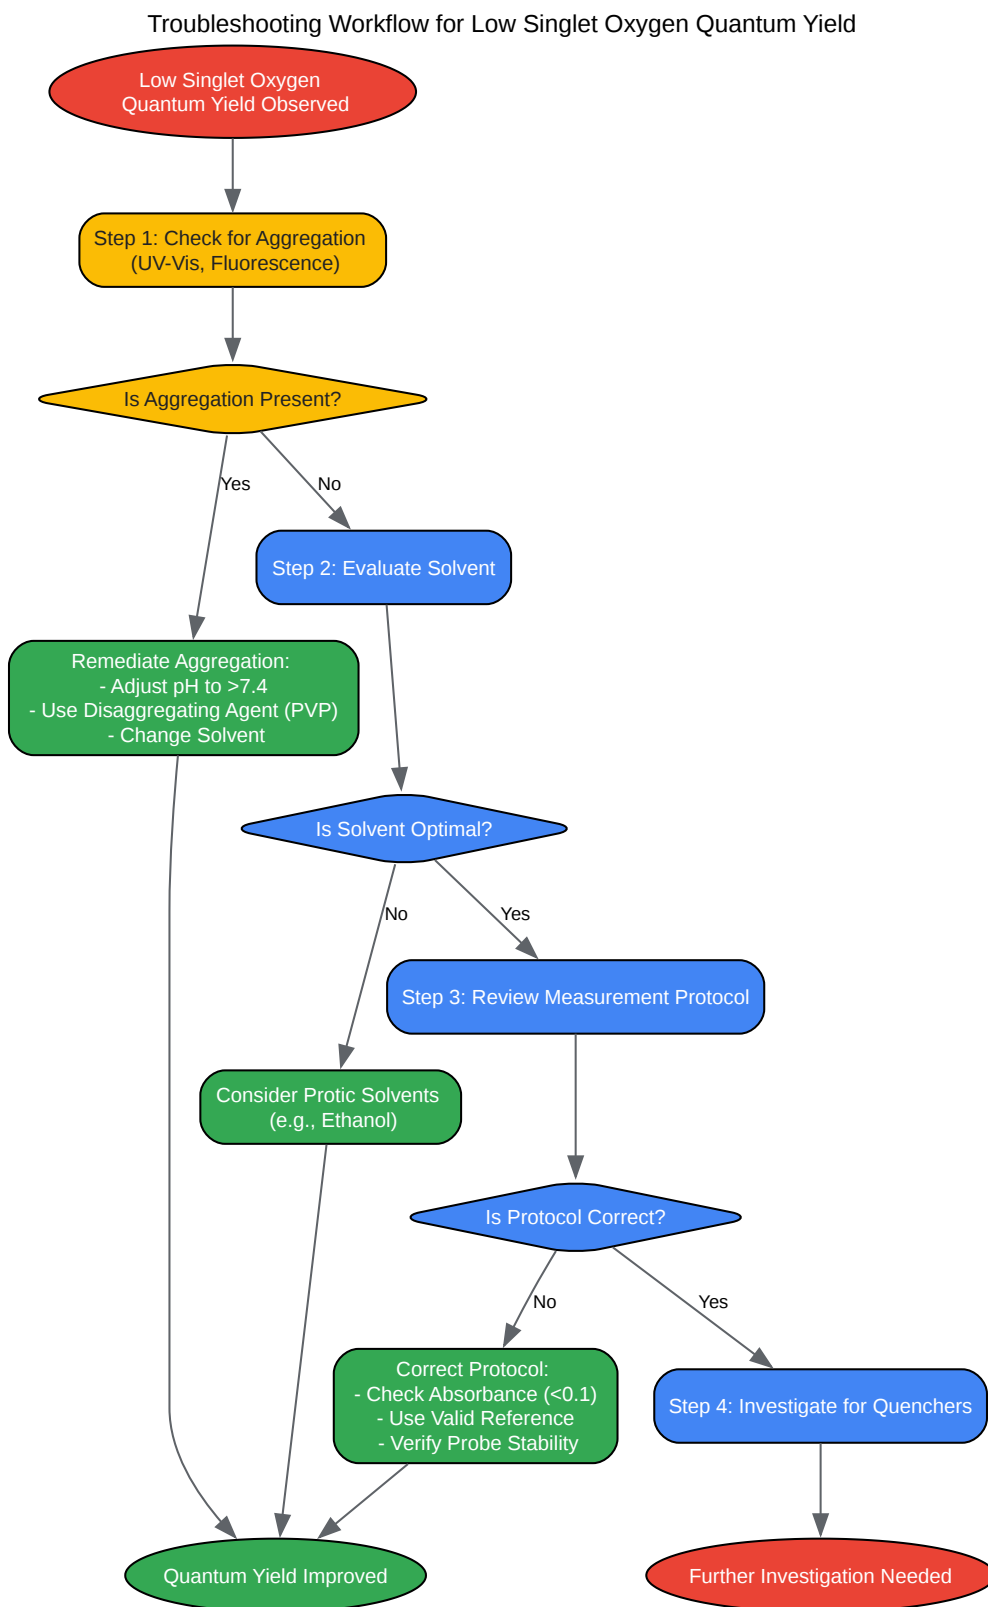 Troubleshooting Workflow for Low Singlet Oxygen Quantum Yield
Low Singlet Oxygen
Quantum Yield Observed
Step 1: Check for Aggregation
(UV-Vis, Fluorescence)
Is Aggregation Present?
Yes
No
Step 2: Evaluate Solvent
Remediate Aggregation:
- Adjust pH to >7.4
- Use Disaggregating Agent (PVP)
- Change Solvent
Is Solvent Optimal?
No
Yes
Step 3: Review Measurement Protocol
Consider Protic Solvents
(e.g., Ethanol)
Is Protocol Correct?
No
Yes
Correct Protocol:
- Check Absorbance (<0.1)
- Use Valid Reference
- Verify Probe Stability
Step 4: Investigate for Quenchers
Quantum Yield Improved
Further Investigation Needed